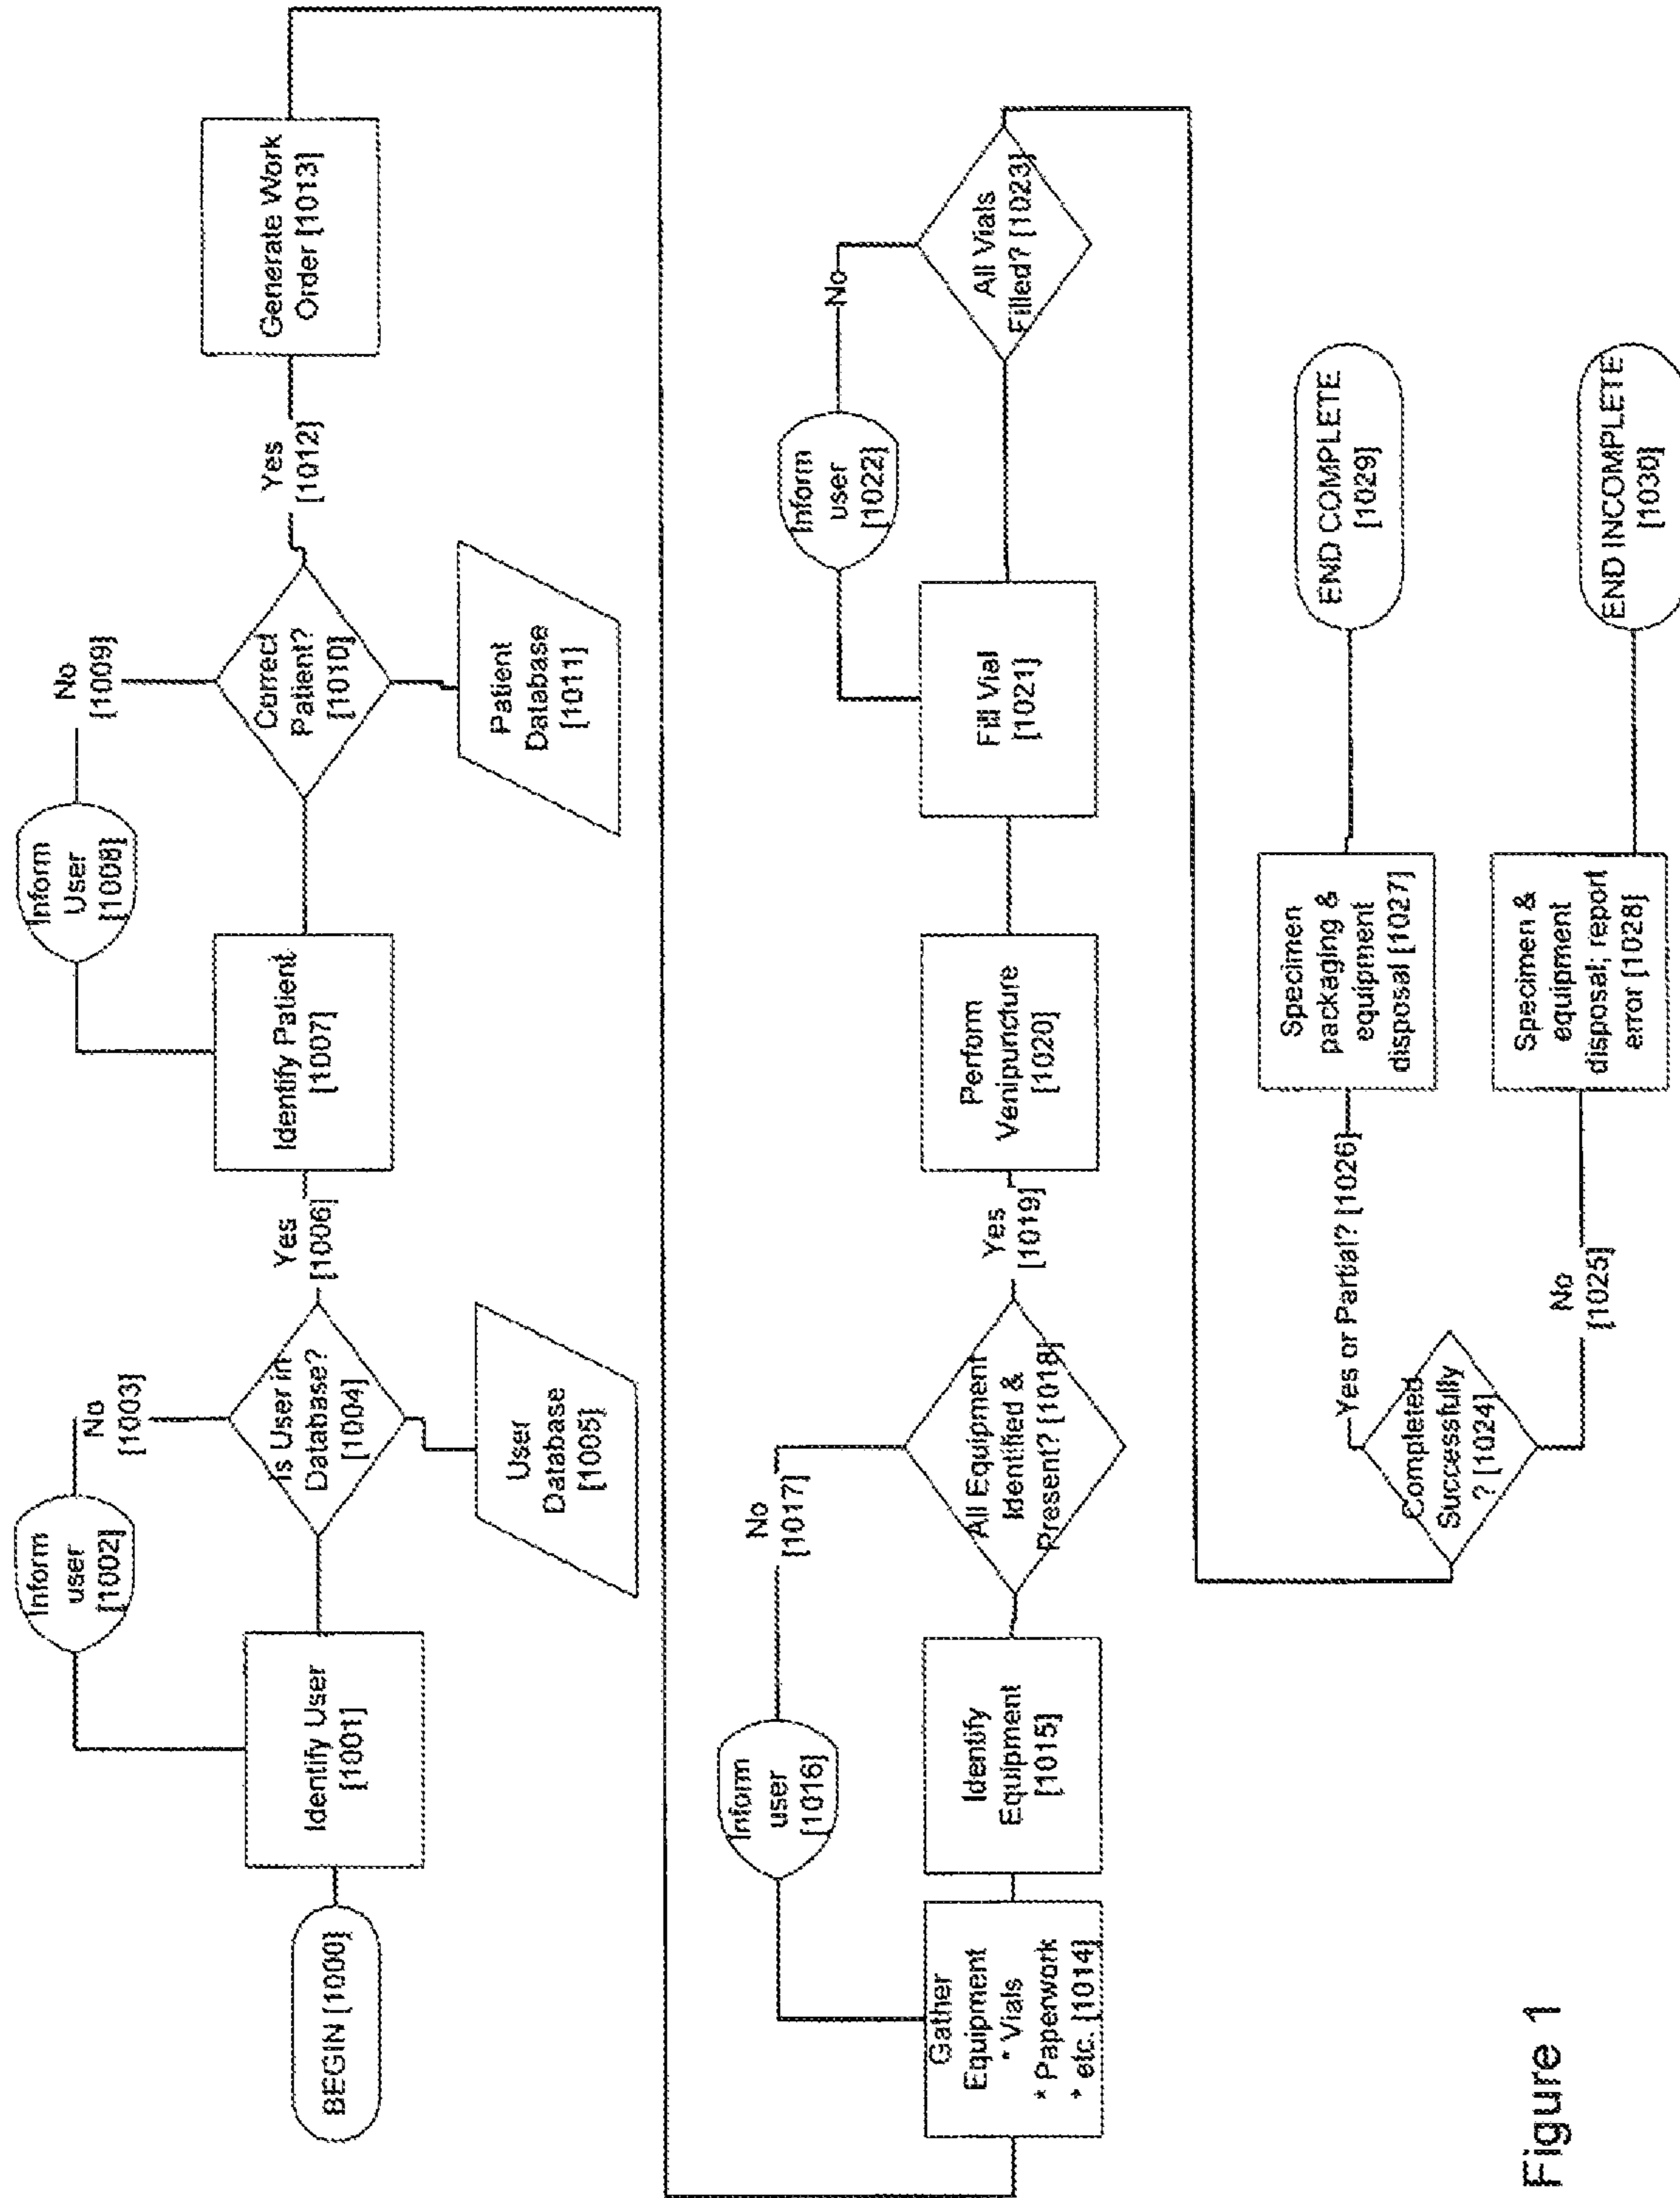 BEGIN [1000]
Identify User
[1001]
Inform
user
[1002]
No
[1003]
Is User in
Database?
[1004]
User
Database
[1005]
Yes
[1006]
Identify Patient
[1007]
Inform
User
[1008]
No
[1009]
Correct
Patient?
[1010]
Patient
Database
[1011]
Yes
[1012]
Generate Work
Order [1013]
Gather
Equipment
* Vials
* Paperwork
* etc. [1014]
Identify
Equipment
[1015]
Inform
user
[1016]
No
[1017]
All Equipment
Identified &
Present? [1018]
Yes
[1019]
Perform
Venipuncture
[1020]
Fill Vial
[1021]
Inform
user
[1022]
No
All Vials
Filled? [1023]
Completed
Successfully
? [1024]
No
[1025]
Yes or Partial? [1026]
Specimen
packaging &
equipment
disposal [1027]
Specimen &
equipment
disposal; report
error [1028]
END COMPLETE
[1029]
END INCOMPLETE
[1030]
Figure 1